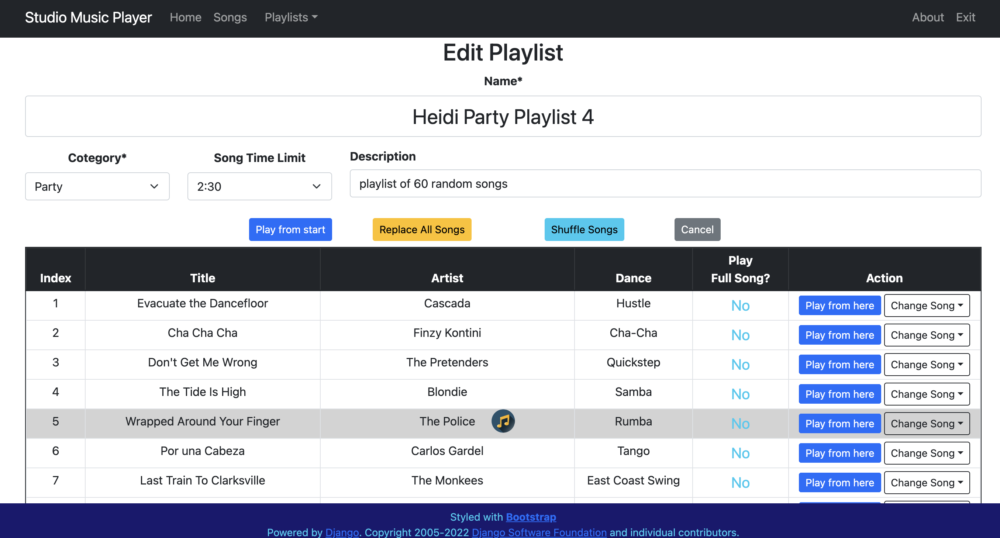 Studio Music Player Home Songs Playlists About Exit
Edit Playlist
Name*
Heidi Party Playlist 4
Cotegory* Song Time Limit Description
Party 2:30 playlist of 60 random songs
Play from start Replace All Songs Shuffle Songs Cancel
Index Title Artist Dance Play Full Song? Action
1 Evacuate the Dancefloor Cascada Hustle No Play from here Change Song
2 Cha Cha Cha Finzy Kontini Cha-Cha No Play from here Change Song
3 Don't Get Me Wrong The Pretenders Quickstep No Play from here Change Song
4 The Tide Is High Blondie Samba No Play from here Change Song
5 Wrapped Around Your Finger The Police Rumba No Play from here Change Song
6 Por una Cabeza Carlos Gardel Tango No Play from here Change Song
7 Last Train To Clarksville The Monkees East Coast Swing No Play from here Change Song
Styled with Bootstrap
Powered by Django. Copyright 2005-2022 Django Software Foundation and individual contributors.